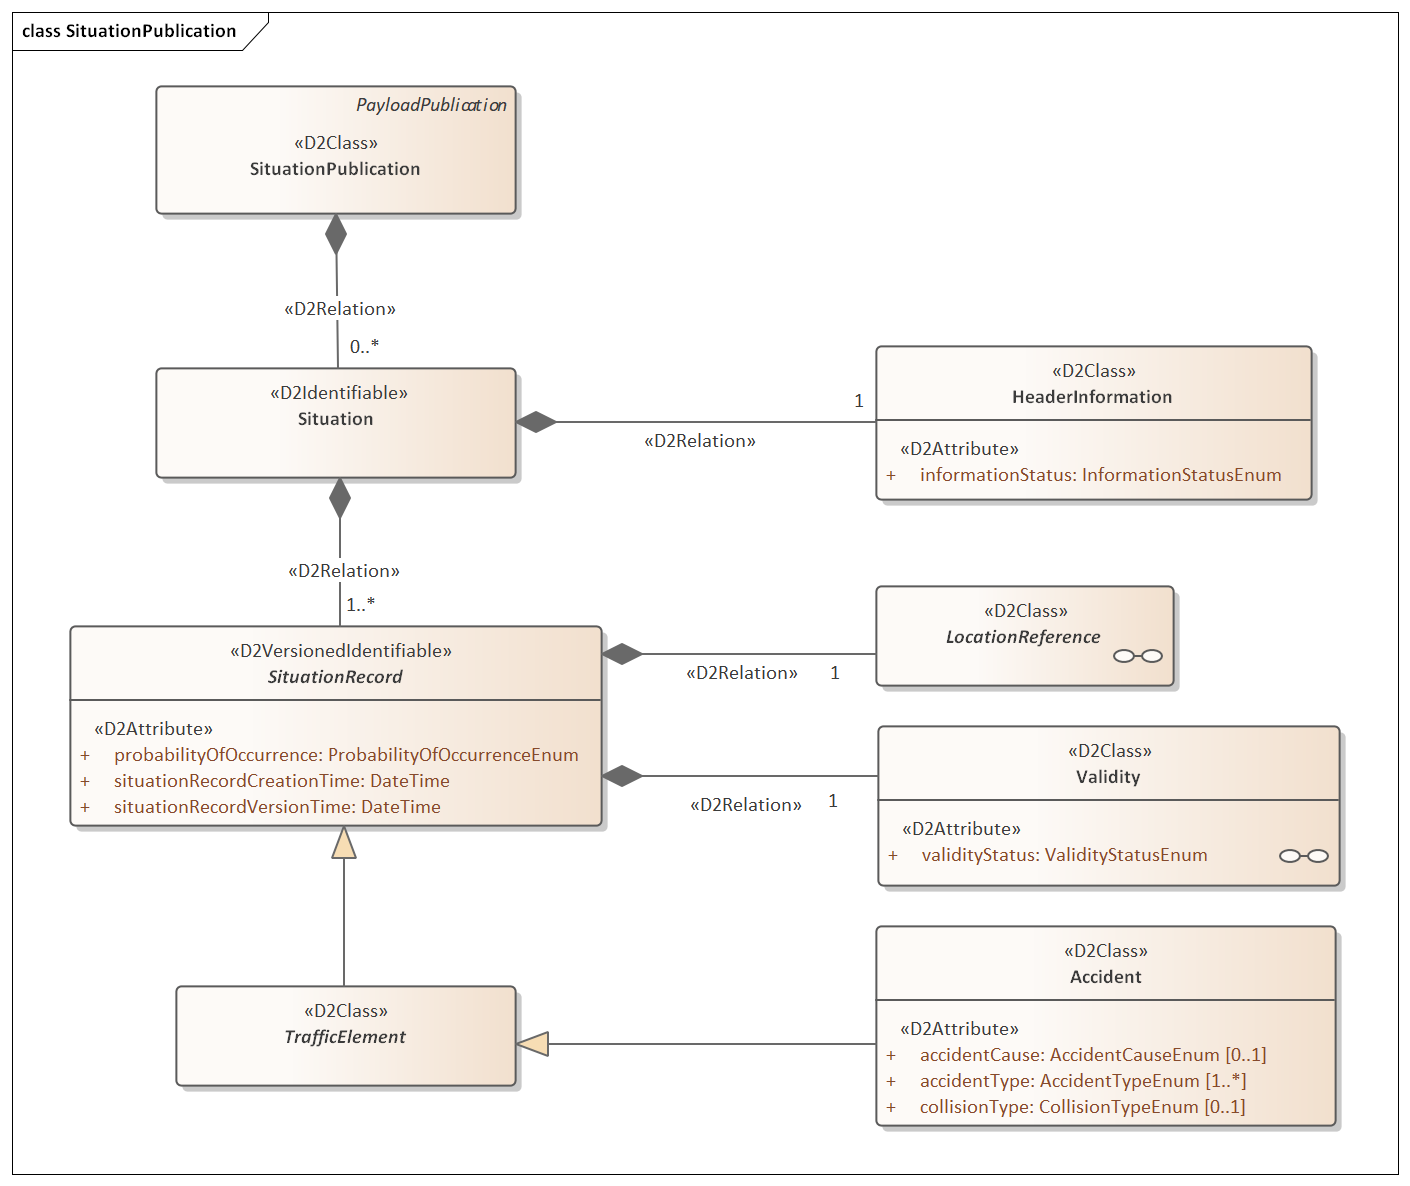 class SituationPublication
PayloadPublication
«D2Class»
SituationPublication
«D2Relation»
0..*
«D2Identifiable»
Situation
«D2Relation»
1
«D2Class»
HeaderInformation
«D2Attribute»
+ informationStatus: InformationStatusEnum
«D2Relation»
1..*
«D2VersionedIdentifiable»
SituationRecord
«D2Attribute»
+ probabilityOfOccurrence: ProbabilityOfOccurrenceEnum
+ situationRecordCreationTime: DateTime
+ situationRecordVersionTime: DateTime
«D2Relation»
1
«D2Class»
LocationReference
«D2Relation»
1
«D2Class»
Validity
«D2Attribute»
+ validityStatus: ValidityStatusEnum
«D2Class»
TrafficElement
«D2Class»
Accident
«D2Attribute»
+ accidentCause: AccidentCauseEnum [0..1]
+ accidentType: AccidentTypeEnum [1..*]
+ collisionType: CollisionTypeEnum [0..1]